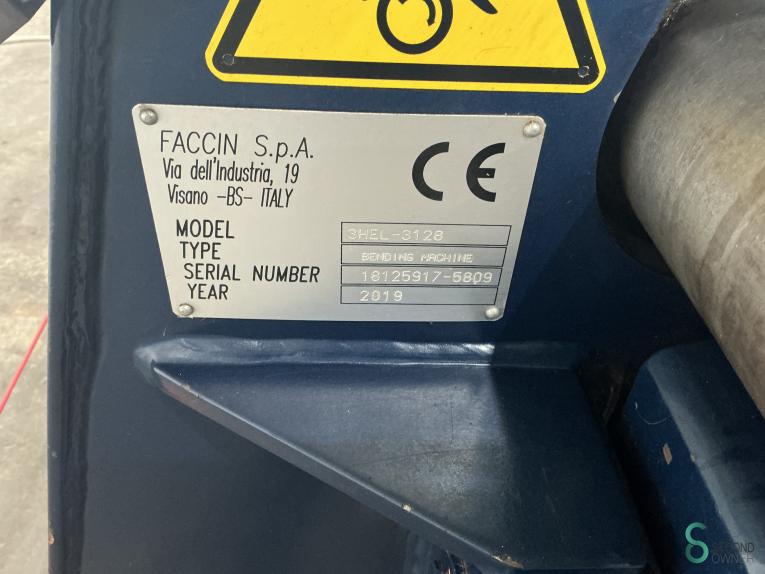 FACCIN S.p.A.
Via dell'Industria, 19
Visano -BS- ITALY
CE
MODEL 3HEL-3128
TYPE BENDING MACHINE
SERIAL NUMBER 18125917-5809
YEAR 2019
SECOND
OWNER